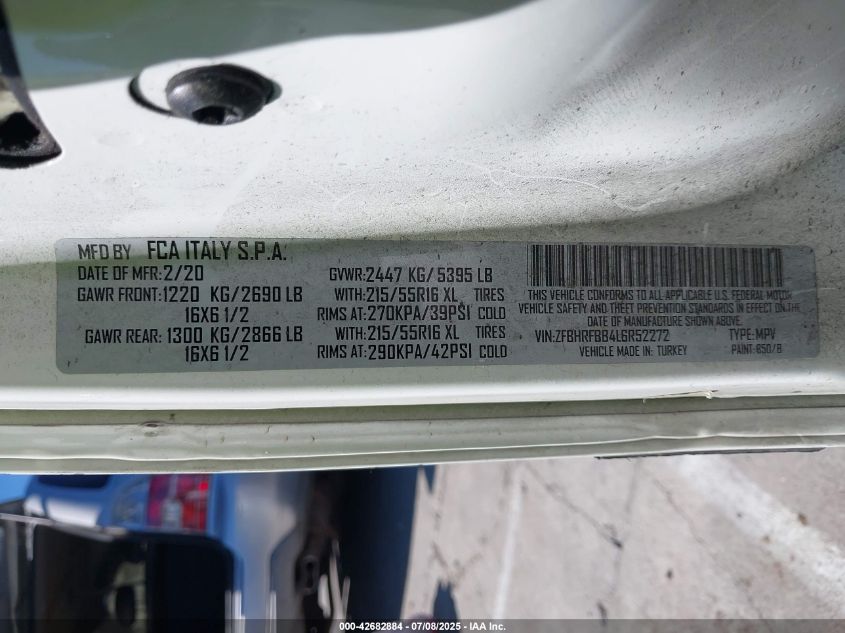 MFD BY FCA ITALY S.P.A.
DATE OF MFR:2/20 GVWR:2447 KG/5395 LB
GAWR FRONT:1220 KG/2690 LB WITH:215/55R16 XL TIRES
16X6 1/2 RIMS AT:270KPA/39PSI COLD
GAWR REAR:1300 KG/2866 LB WITH:215/55R16 XL TIRES
16X6 1/2 RIMS AT:290KPA/42PSI COLD
THIS VEHICLE CONFORMS TO ALL APPLICABLE U.S. FEDERAL MOTOR
VEHICLE SAFETY AND THEFT PREVENTION STANDARDS IN EFFECT ON THE
DATE OF MANUFACTURE SHOWN ABOVE
VIN:ZFBHRFBB4L6R52272 TYPE:MPV
MADE IN: TURKEY PAINT: 650/B
000-42682884 - 07/08/2025 - IAA Inc.